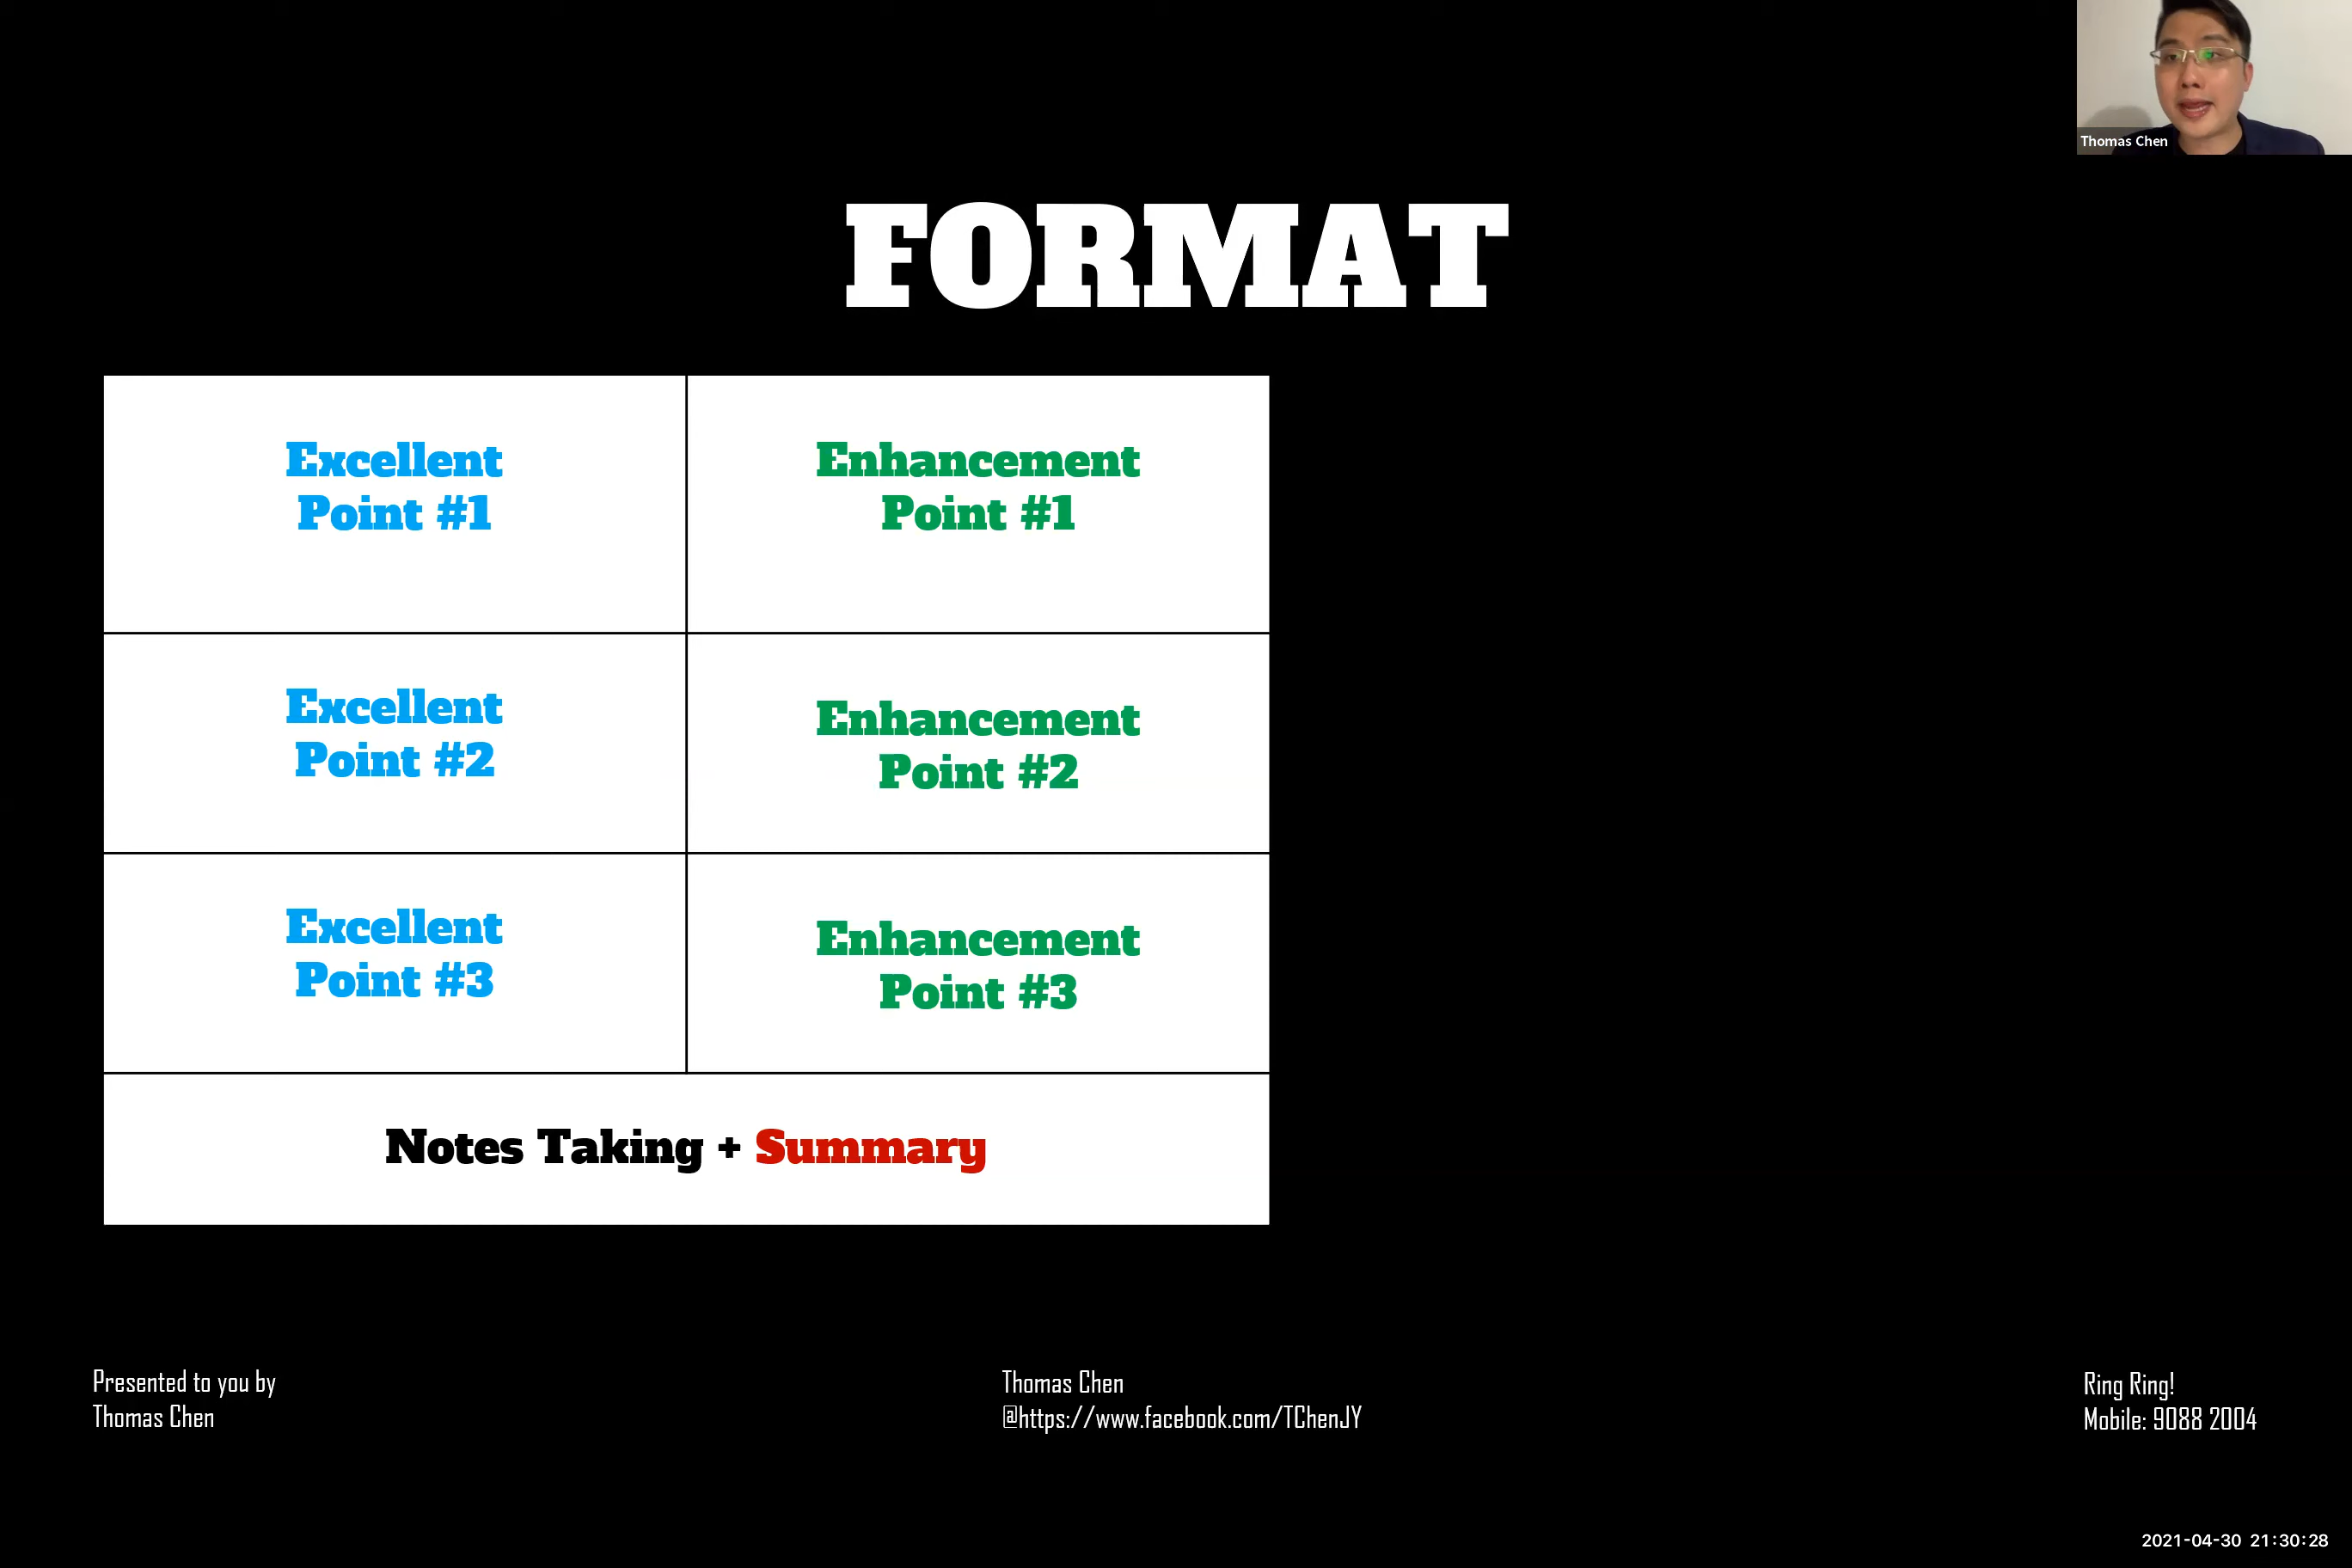 Thomas Chen
FORMAT
Excellent
Point #1
Enhancement
Point #1
Excellent
Point #2
Enhancement
Point #2
Excellent
Point #3
Enhancement
Point #3
Notes Taking + Summary
Presented to you by
Thomas Chen
Thomas Chen
@https://www.facebook.com/TChenJY
Ring Ring!
Mobile: 9088 2004
2021-04-30 21:30:28